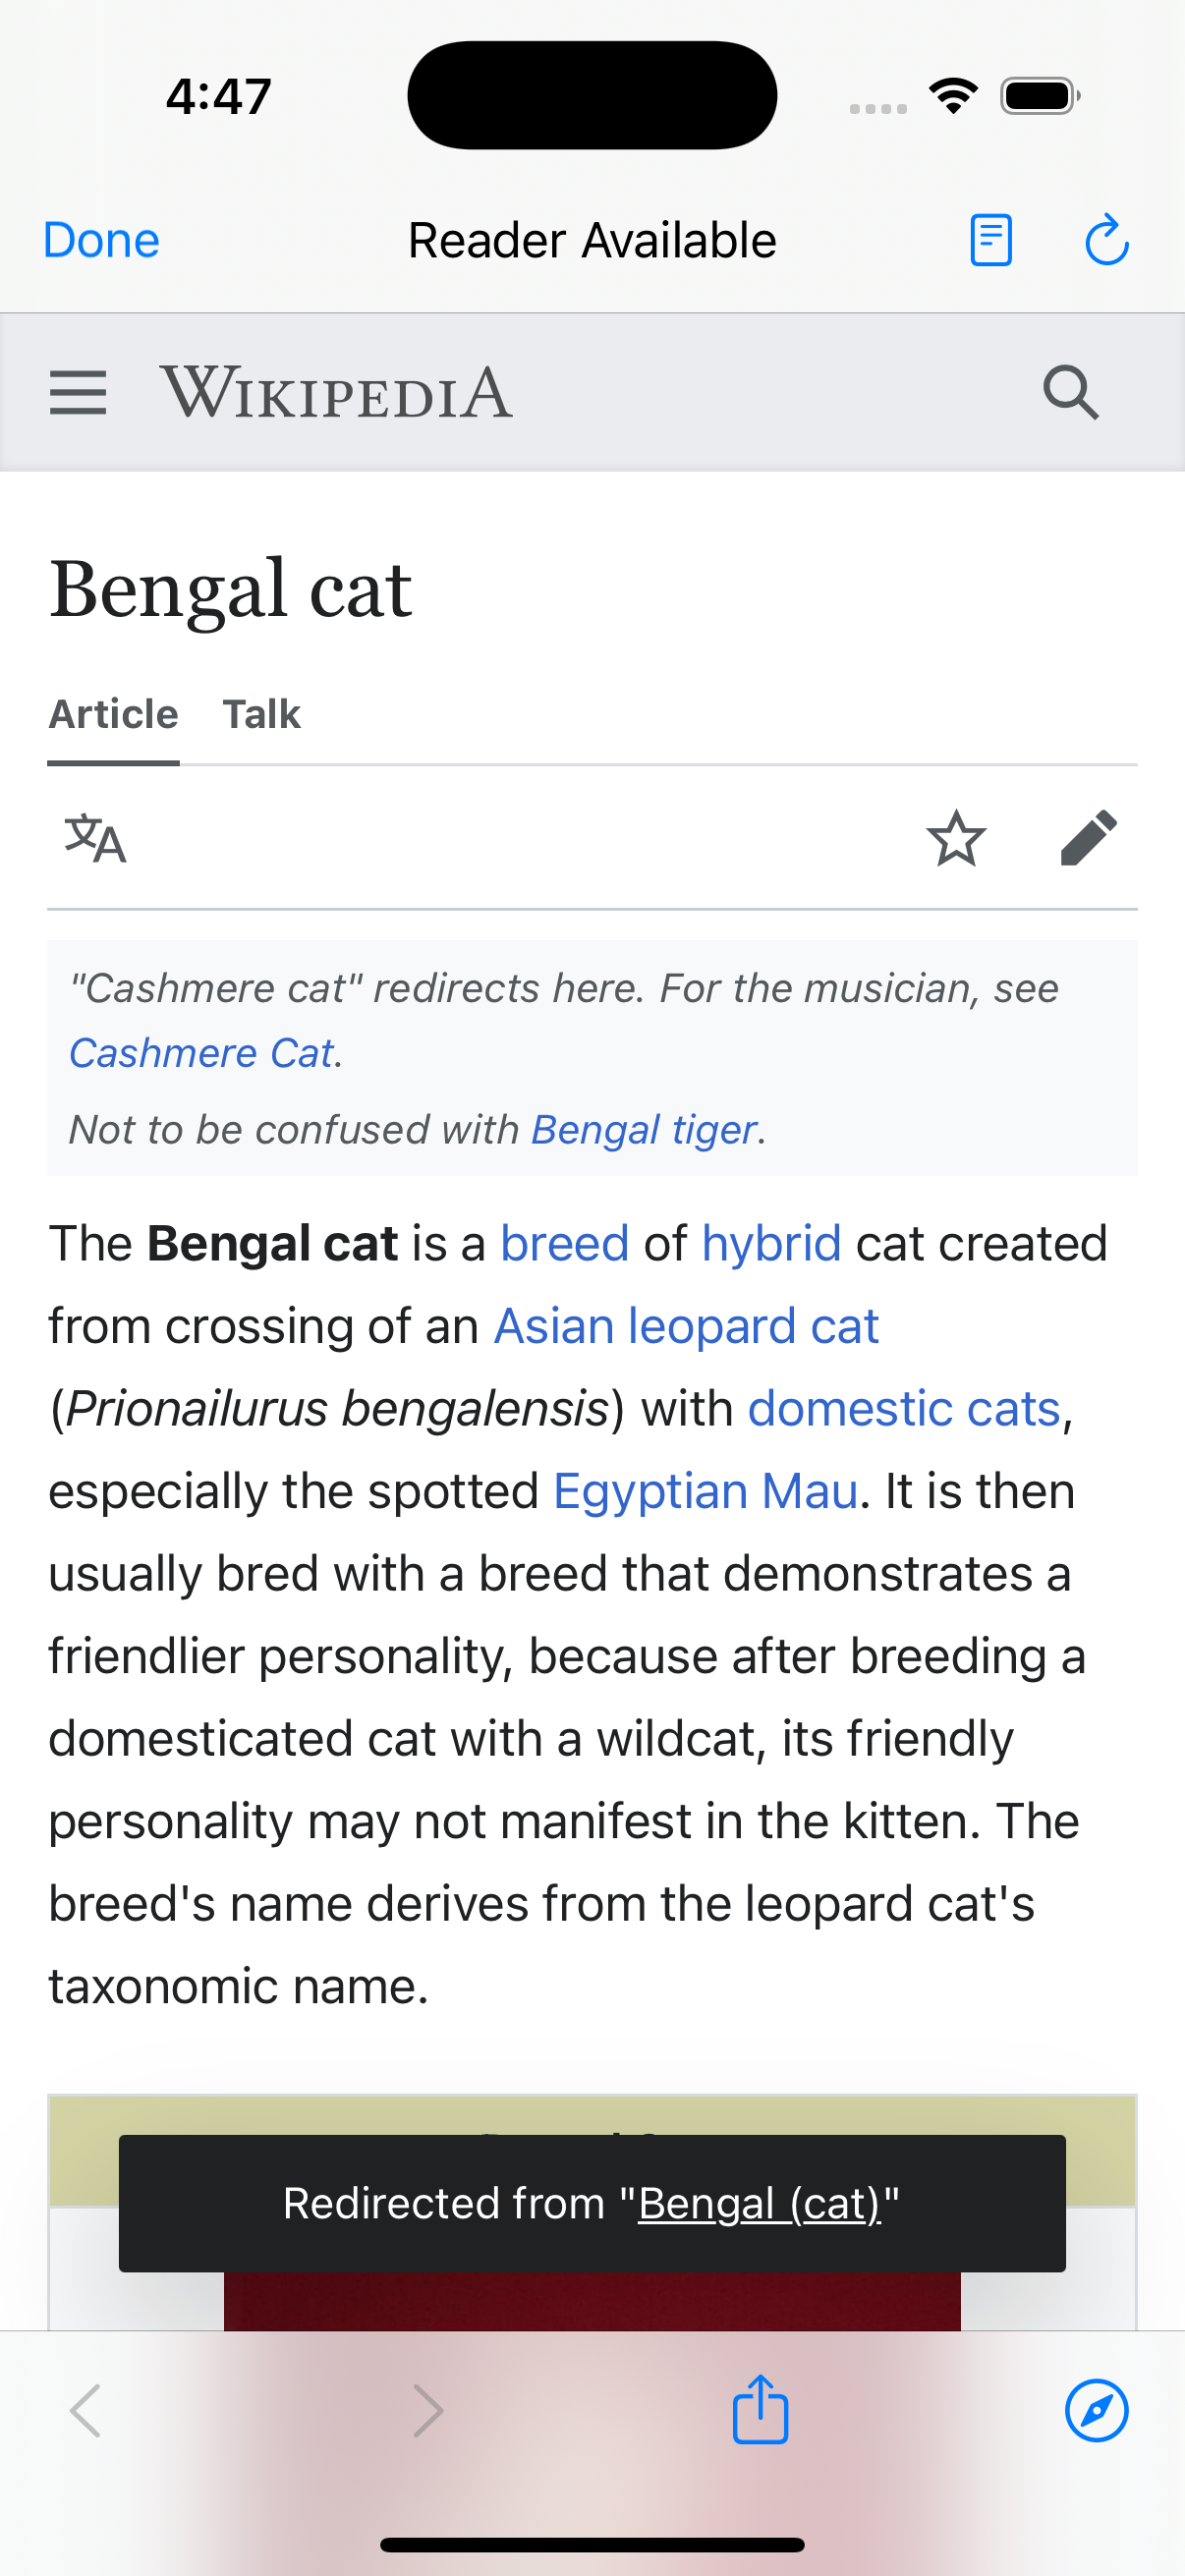 4:47
Done
Reader Available
WIKIPEDIA
Bengal cat
Article Talk
文A
"Cashmere cat" redirects here. For the musician, see
Cashmere Cat.
Not to be confused with Bengal tiger.
The Bengal cat is a breed of hybrid cat created
from crossing of an Asian leopard cat
(Prionailurus bengalensis) with domestic cats,
especially the spotted Egyptian Mau. It is then
usually bred with a breed that demonstrates a
friendlier personality, because after breeding a
domesticated cat with a wildcat, its friendly
personality may not manifest in the kitten. The
breed's name derives from the leopard cat's
taxonomic name.
Redirected from "Bengal (cat)"